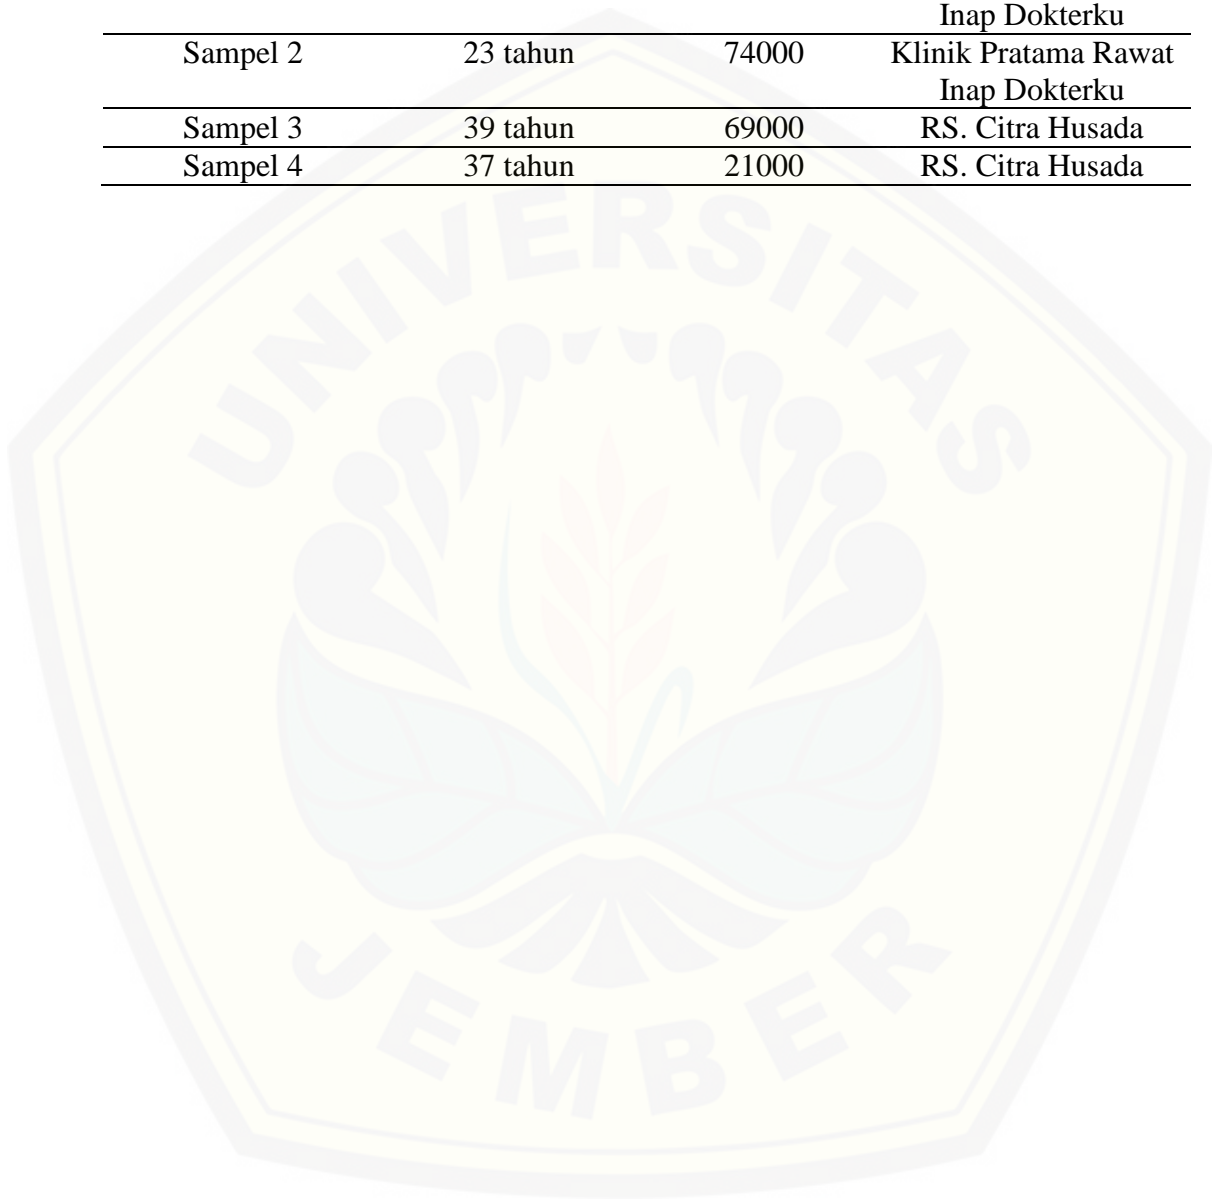 Inap Dokterku
Sampel 2 23 tahun 74000 Klinik Pratama Rawat
Inap Dokterku
Sampel 3 39 tahun 69000 RS. Citra Husada
Sampel 4 37 tahun 21000 RS. Citra Husada
UNIVERSITAS
JEMBER